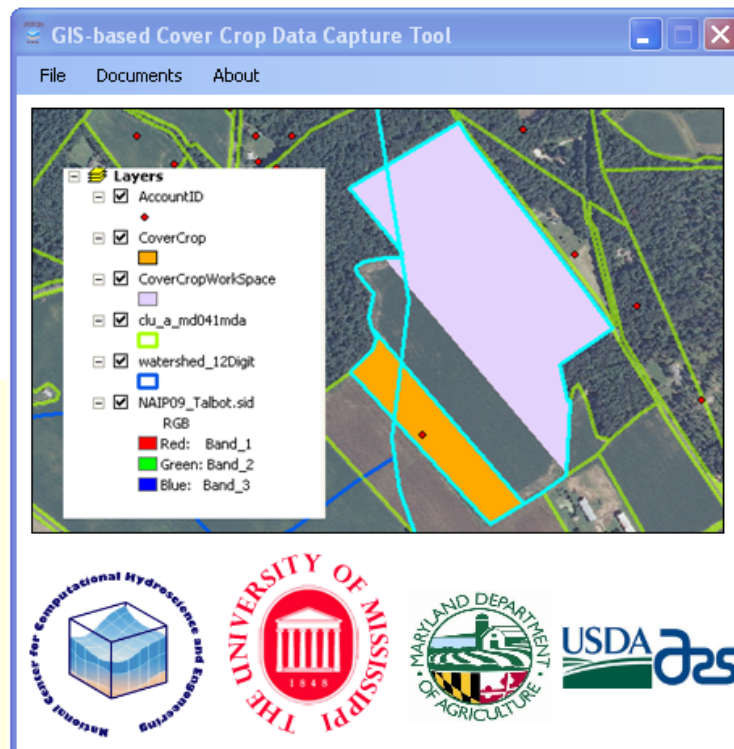 GIS-based Cover Crop Data Capture Tool
File Documents About
Layers
AccountID
CoverCrop
CoverCropWorkSpace
clu_a_md041mda
watershed_12Digit
NAIP09_Talbot.sid
RGB
Red: Band_1
Green: Band_2
Blue: Band_3
National Center for Computational Hydroscience and Engineering
THE UNIVERSITY OF MISSISSIPPI
1848
MARYLAND DEPARTMENT
OF AGRICULTURE
USDA ars